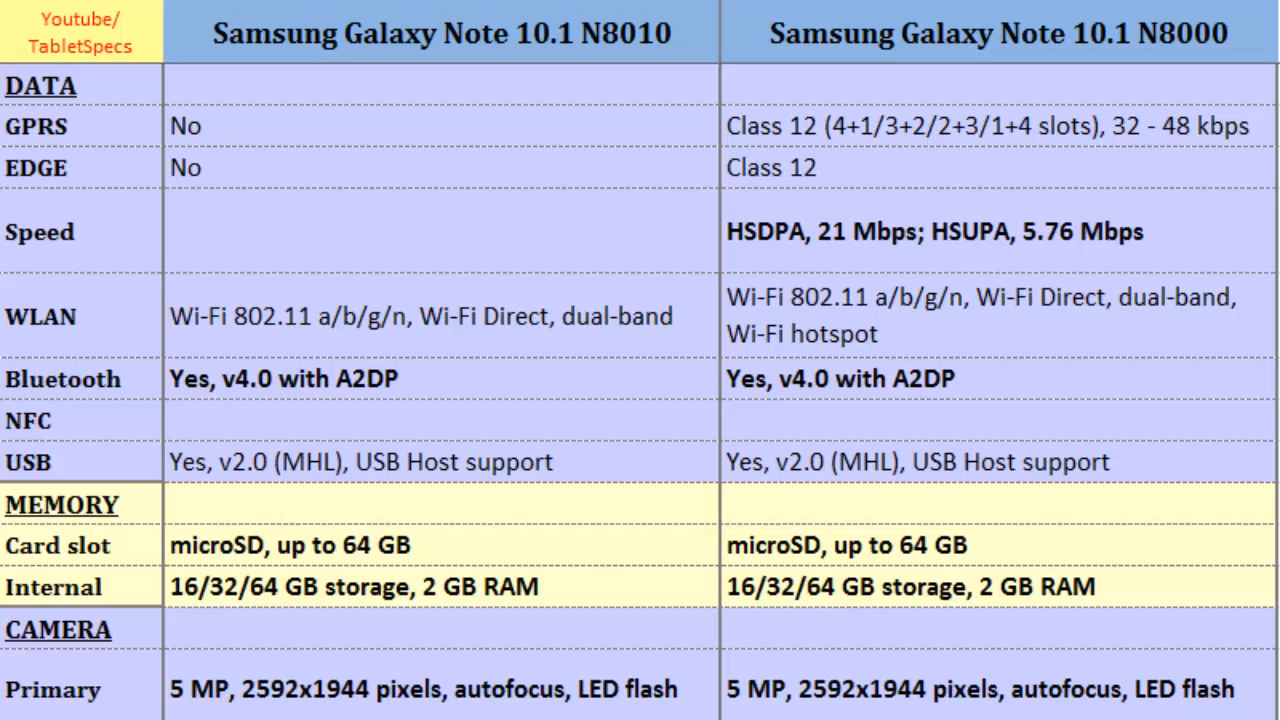 Youtube/
TabletSpecs
Samsung Galaxy Note 10.1 N8010
Samsung Galaxy Note 10.1 N8000
DATA
GPRS
No
Class 12 (4+1/3+2/2+3/1+4 slots), 32 - 48 kbps
EDGE
No
Class 12
Speed
HSDPA, 21 Mbps; HSUPA, 5.76 Mbps
WLAN
Wi-Fi 802.11 a/b/g/n, Wi-Fi Direct, dual-band
Wi-Fi 802.11 a/b/g/n, Wi-Fi Direct, dual-band,
Wi-Fi hotspot
Bluetooth
Yes, v4.0 with A2DP
Yes, v4.0 with A2DP
NFC
USB
Yes, v2.0 (MHL), USB Host support
Yes, v2.0 (MHL), USB Host support
MEMORY
Card slot
microSD, up to 64 GB
microSD, up to 64 GB
Internal
16/32/64 GB storage, 2 GB RAM
16/32/64 GB storage, 2 GB RAM
CAMERA
Primary
5 MP, 2592x1944 pixels, autofocus, LED flash
5 MP, 2592x1944 pixels, autofocus, LED flash